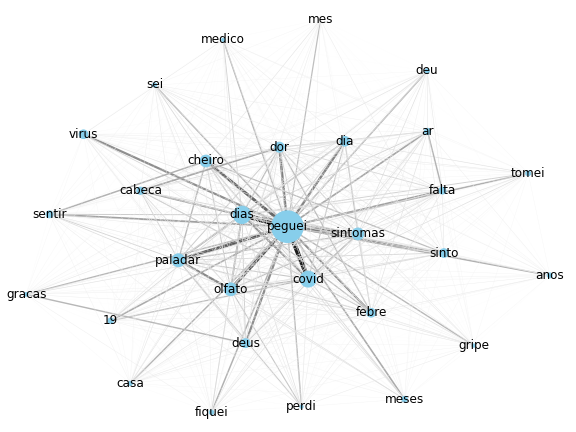 mes
medico
deu
sei
virus
ar
dia
dor
cheiro
tomei
cabeca
falta
sentir
dias
peguei
sintomas
sinto
paladar
anos
covid
olfato
gracas
febre
19
deus
gripe
casa
meses
perdi
fiquei